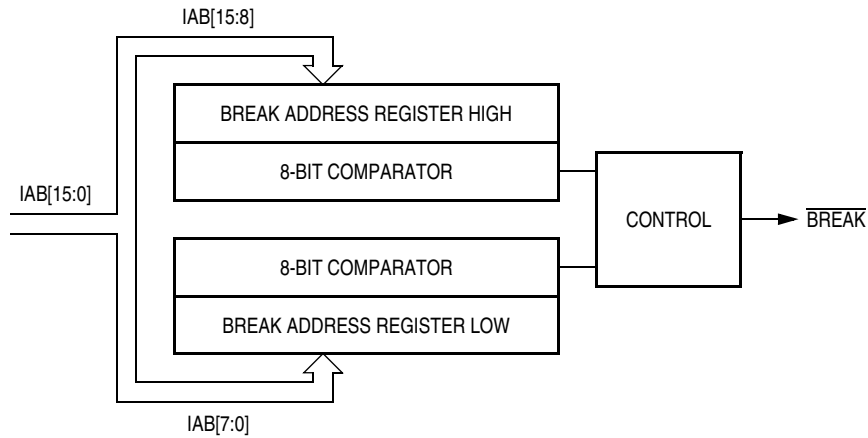 IAB[15:8]
BREAK ADDRESS REGISTER HIGH
8-BIT COMPARATOR
IAB[15:0]
CONTROL
BREAK
8-BIT COMPARATOR
BREAK ADDRESS REGISTER LOW
IAB[7:0]